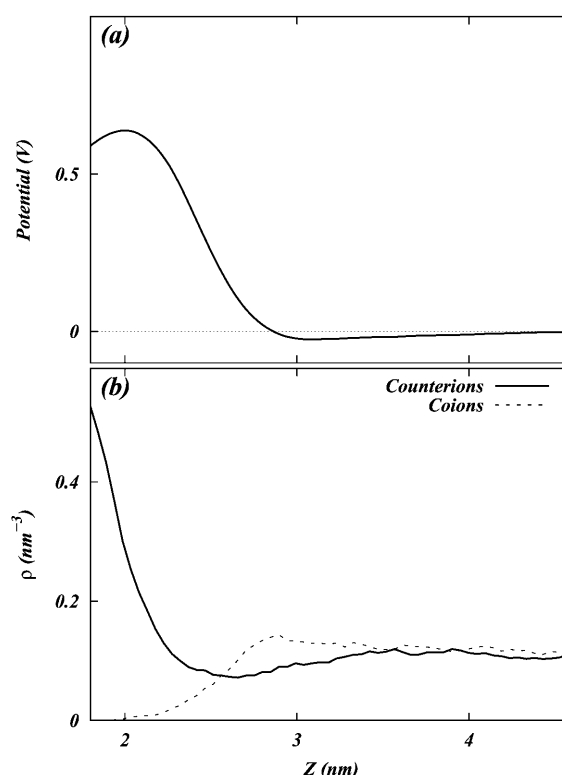 (a)
Potential (V)
0.5
0
(b)
Counterions
Coions
ρ (nm⁻³)
0.4
0.2
0
2
3
4
Z (nm)